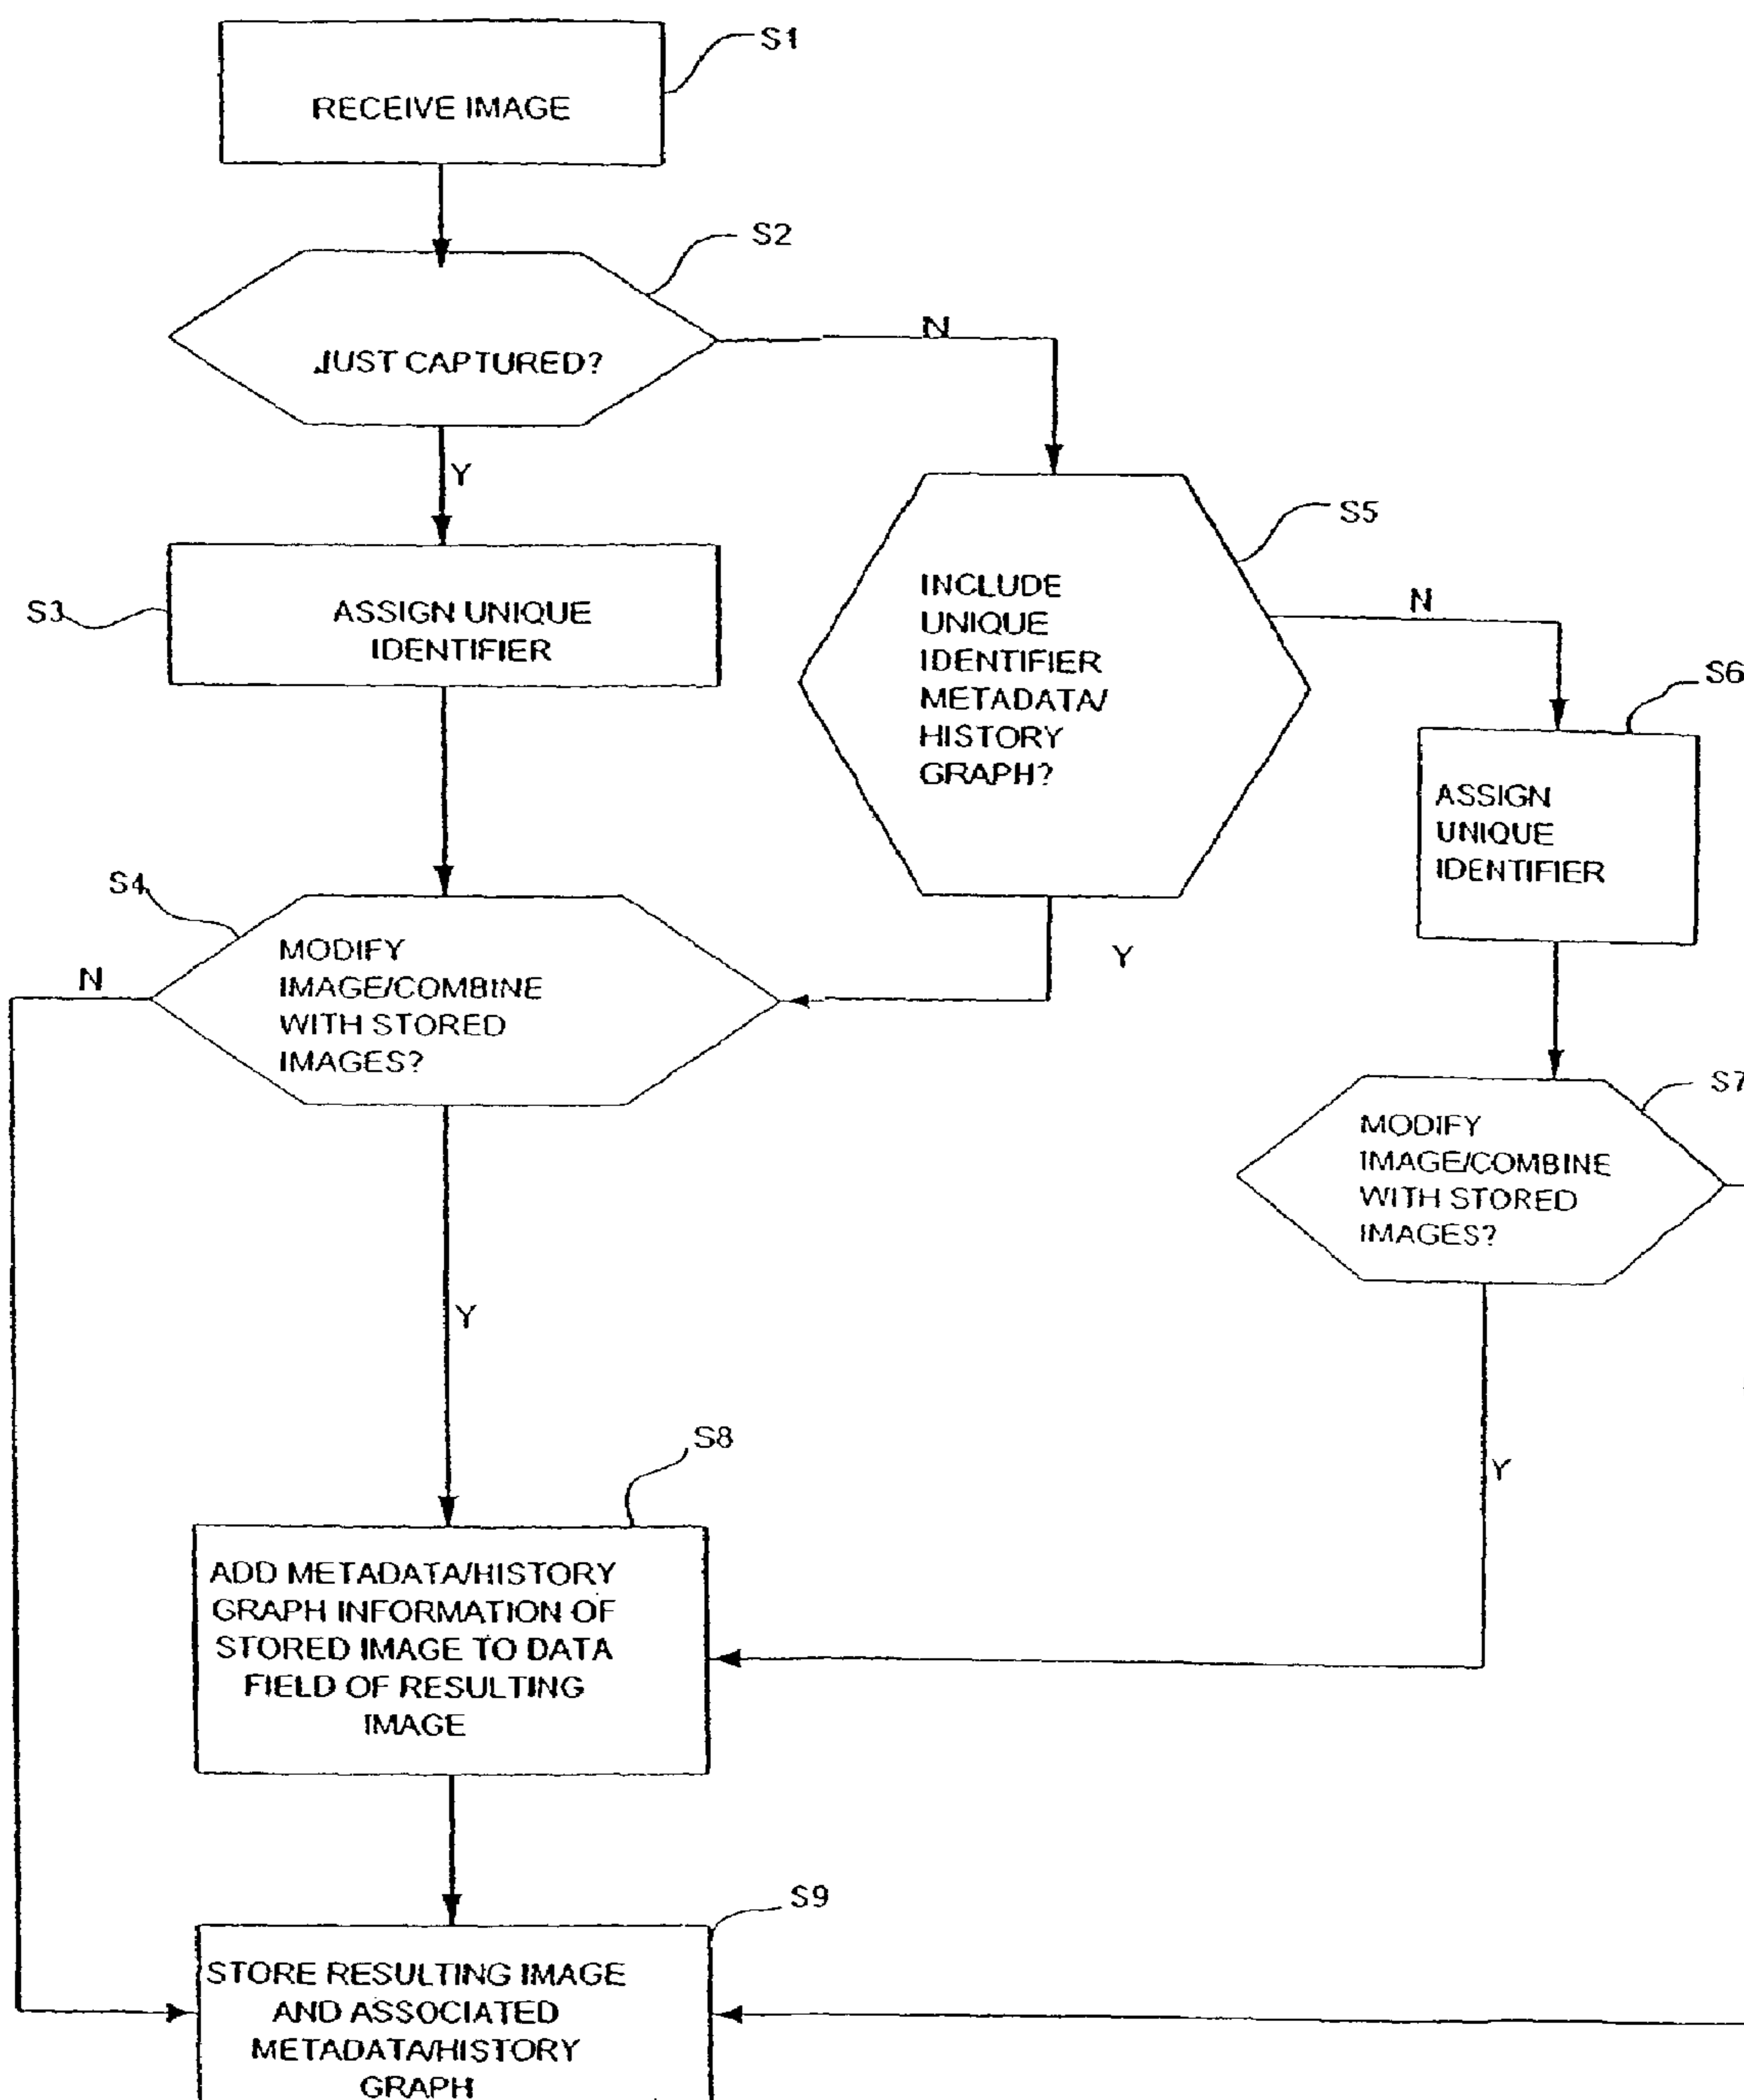 S1
RECEIVE IMAGE
S2
JUST CAPTURED?
N
Y
S5
S3
ASSIGN UNIQUE
IDENTIFIER
INCLUDE
UNIQUE
IDENTIFIER
METADATA/
HISTORY
GRAPH?
N
S6
ASSIGN
UNIQUE
IDENTIFIER
S4
N
MODIFY
IMAGE/COMBINE
WITH STORED
IMAGES?
Y
S7
MODIFY
IMAGE/COMBINE
WITH STORED
IMAGES?
Y
Y
S8
ADD METADATA/HISTORY
GRAPH INFORMATION OF
STORED IMAGE TO DATA
FIELD OF RESULTING
IMAGE
S9
STORE RESULTING IMAGE
AND ASSOCIATED
METADATA/HISTORY
GRAPH